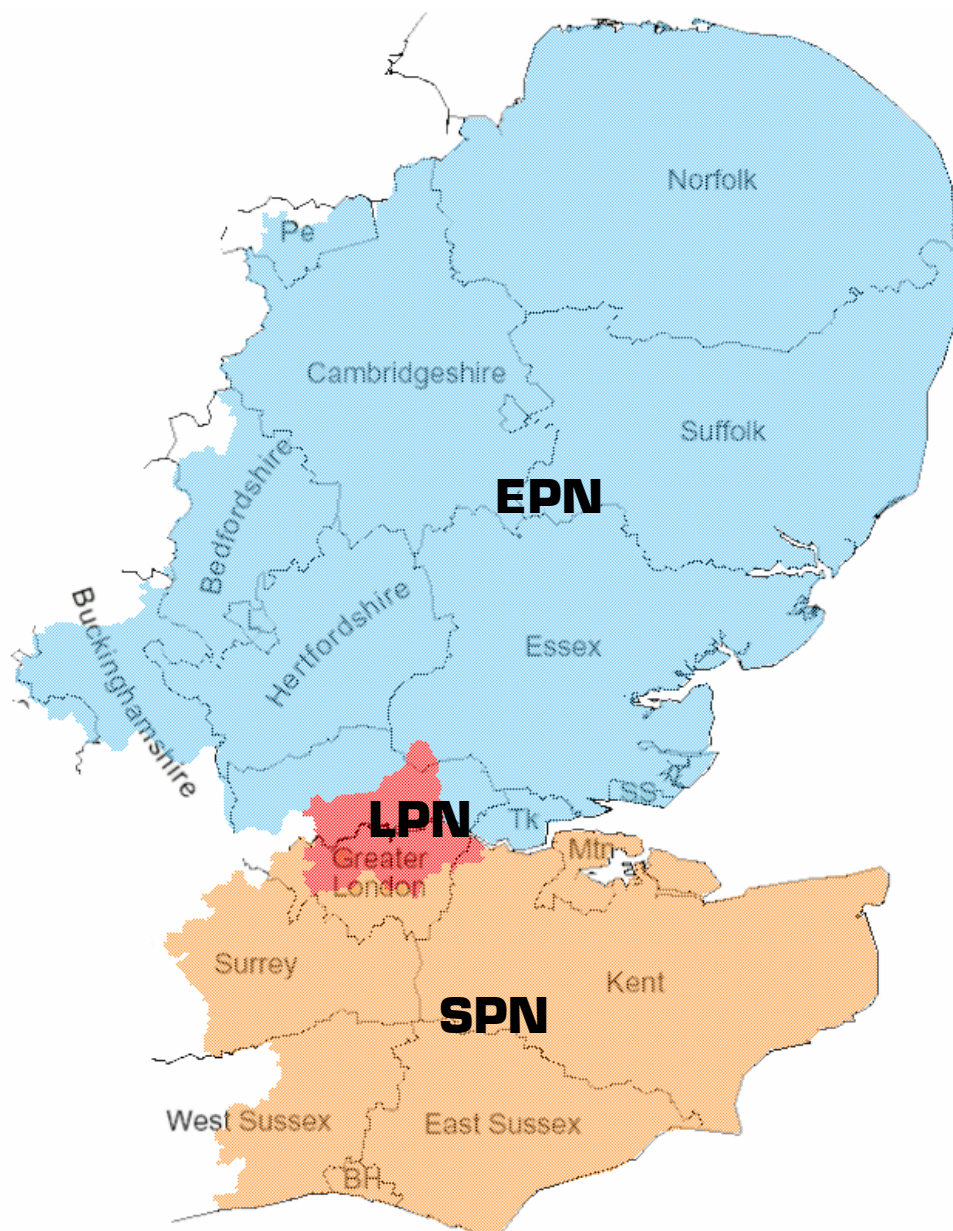 Norfolk
Pe
Cambridgeshire
Suffolk
Bedfordshire
EPN
Buckinghamshire
Hertfordshire
Essex
SS
LPN
Tk
Mtn
Greater
London
Surrey
Kent
SPN
West Sussex
East Sussex
BH